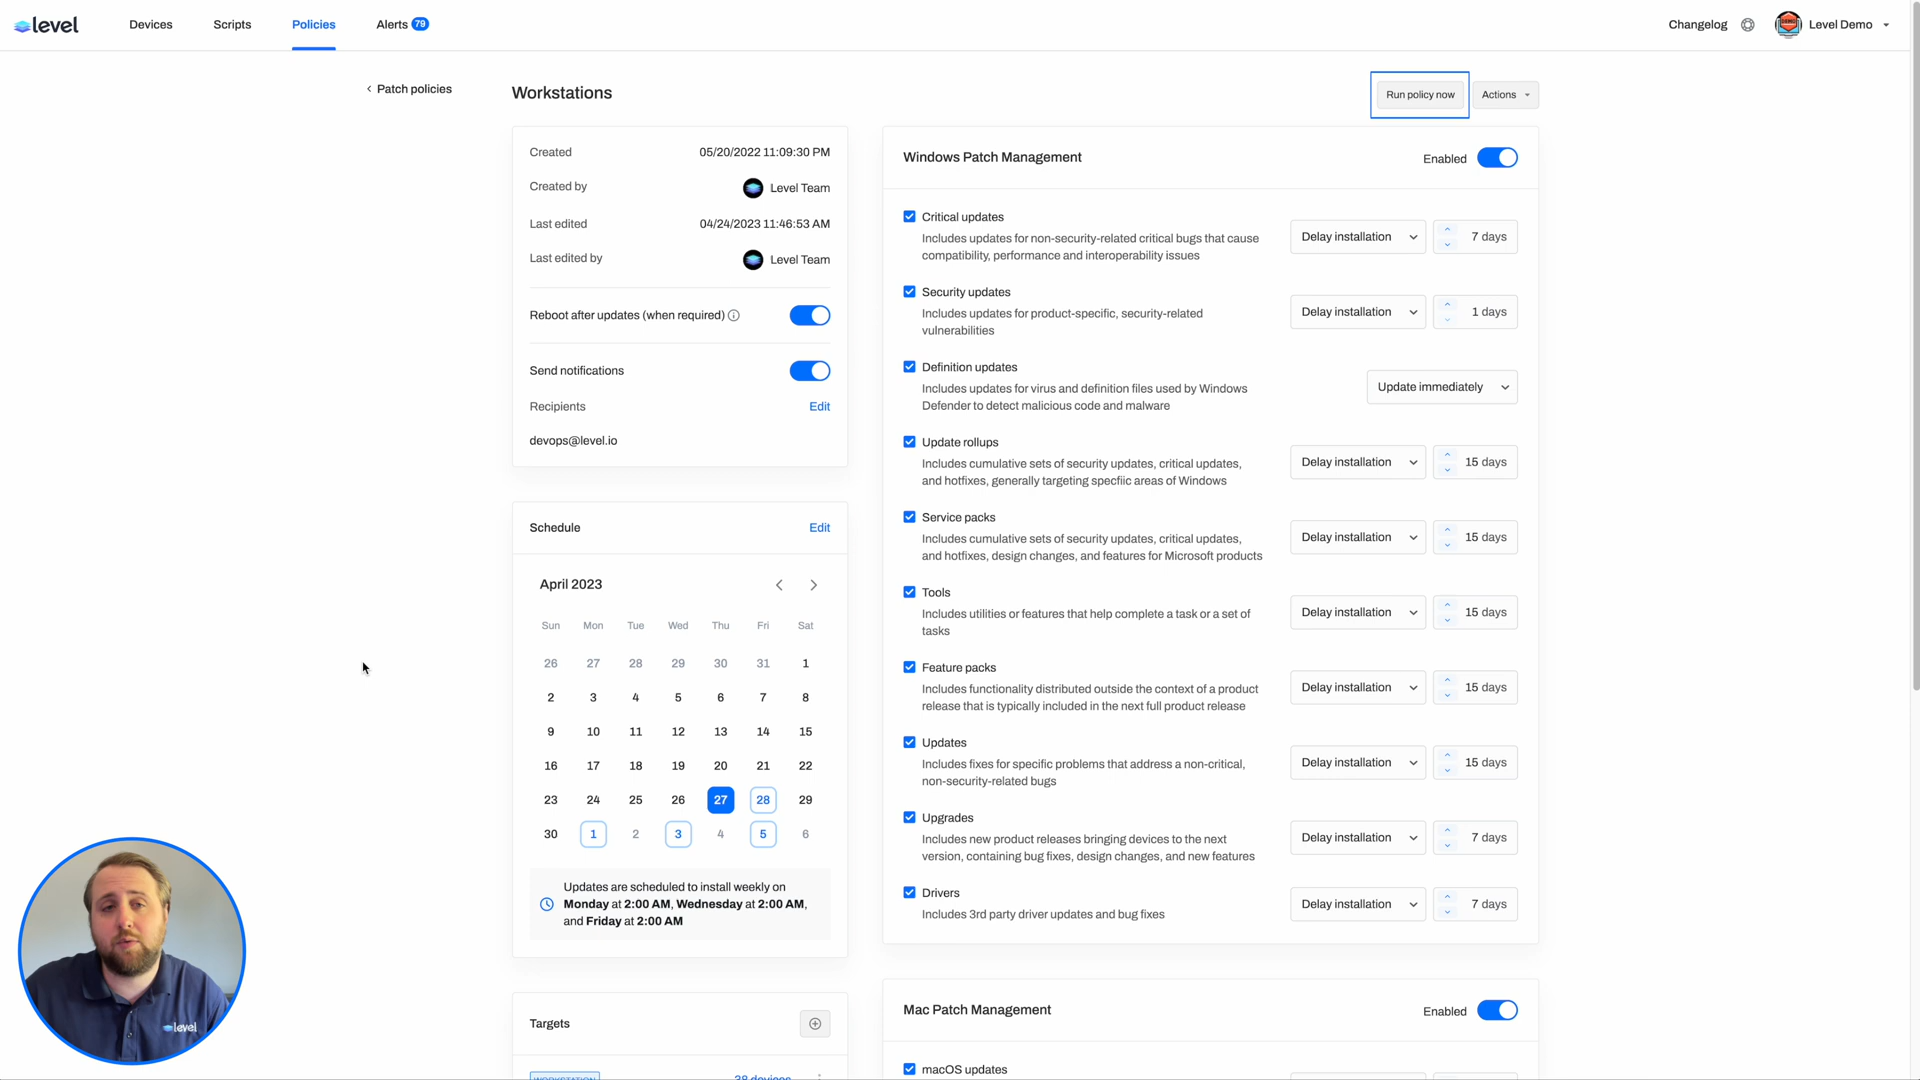 level
Devices
Scripts
Policies
Alerts 79
Changelog
Level Demo
Patch policies
Workstations
Run policy now
Actions
Created 05/20/2022 11:09:30 PM
Created by Level Team
Last edited 04/24/2023 11:46:53 AM
Last edited by Level Team
Reboot after updates (when required)
Send notifications
Recipients Edit
devops@level.io
Schedule Edit
April 2023
Sun Mon Tue Wed Thu Fri Sat
26 27 28 29 30 31 1
2 3 4 5 6 7 8
9 10 11 12 13 14 15
16 17 18 19 20 21 22
23 24 25 26 27 28 29
30 1 2 3 4 5 6
Updates are scheduled to install weekly on
Monday at 2:00 AM, Wednesday at 2:00 AM,
and Friday at 2:00 AM
Targets
WORKSTATION 38 devices
Windows Patch Management Enabled
Critical updates
Includes updates for non-security-related critical bugs that cause
compatibility, performance and interoperability issues
Delay installation 7 days
Security updates
Includes updates for product-specific, security-related
vulnerabilities
Delay installation 1 days
Definition updates
Includes updates for virus and definition files used by Windows
Defender to detect malicious code and malware
Update immediately
Update rollups
Includes cumulative sets of security updates, critical updates,
and hotfixes, generally targeting specfiic areas of Windows
Delay installation 15 days
Service packs
Includes cumulative sets of security updates, critical updates,
and hotfixes, design changes, and features for Microsoft products
Delay installation 15 days
Tools
Includes utilities or features that help complete a task or a set of
tasks
Delay installation 15 days
Feature packs
Includes functionality distributed outside the context of a product
release that is typically included in the next full product release
Delay installation 15 days
Updates
Includes fixes for specific problems that address a non-critical,
non-security-related bugs
Delay installation 15 days
Upgrades
Includes new product releases bringing devices to the next
version, containing bug fixes, design changes, and new features
Delay installation 7 days
Drivers
Includes 3rd party driver updates and bug fixes
Delay installation 7 days
Mac Patch Management Enabled
macOS updates
level